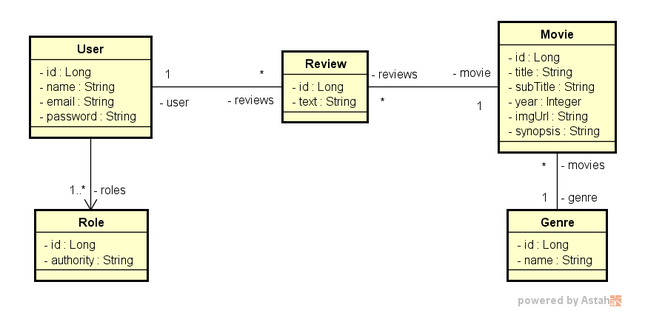 User
- id : Long
- name : String
- email : String
- password : String
1
- user
*
- reviews
Review
- id : Long
- text : String
- reviews
*
- movie
1
Movie
- id : Long
- title : String
- subTitle : String
- year : Integer
- imgUrl : String
- synopsis : String
1..*
- roles
Role
- id : Long
- authority : String
*
- movies
1
- genre
Genre
- id : Long
- name : String
powered by Astah